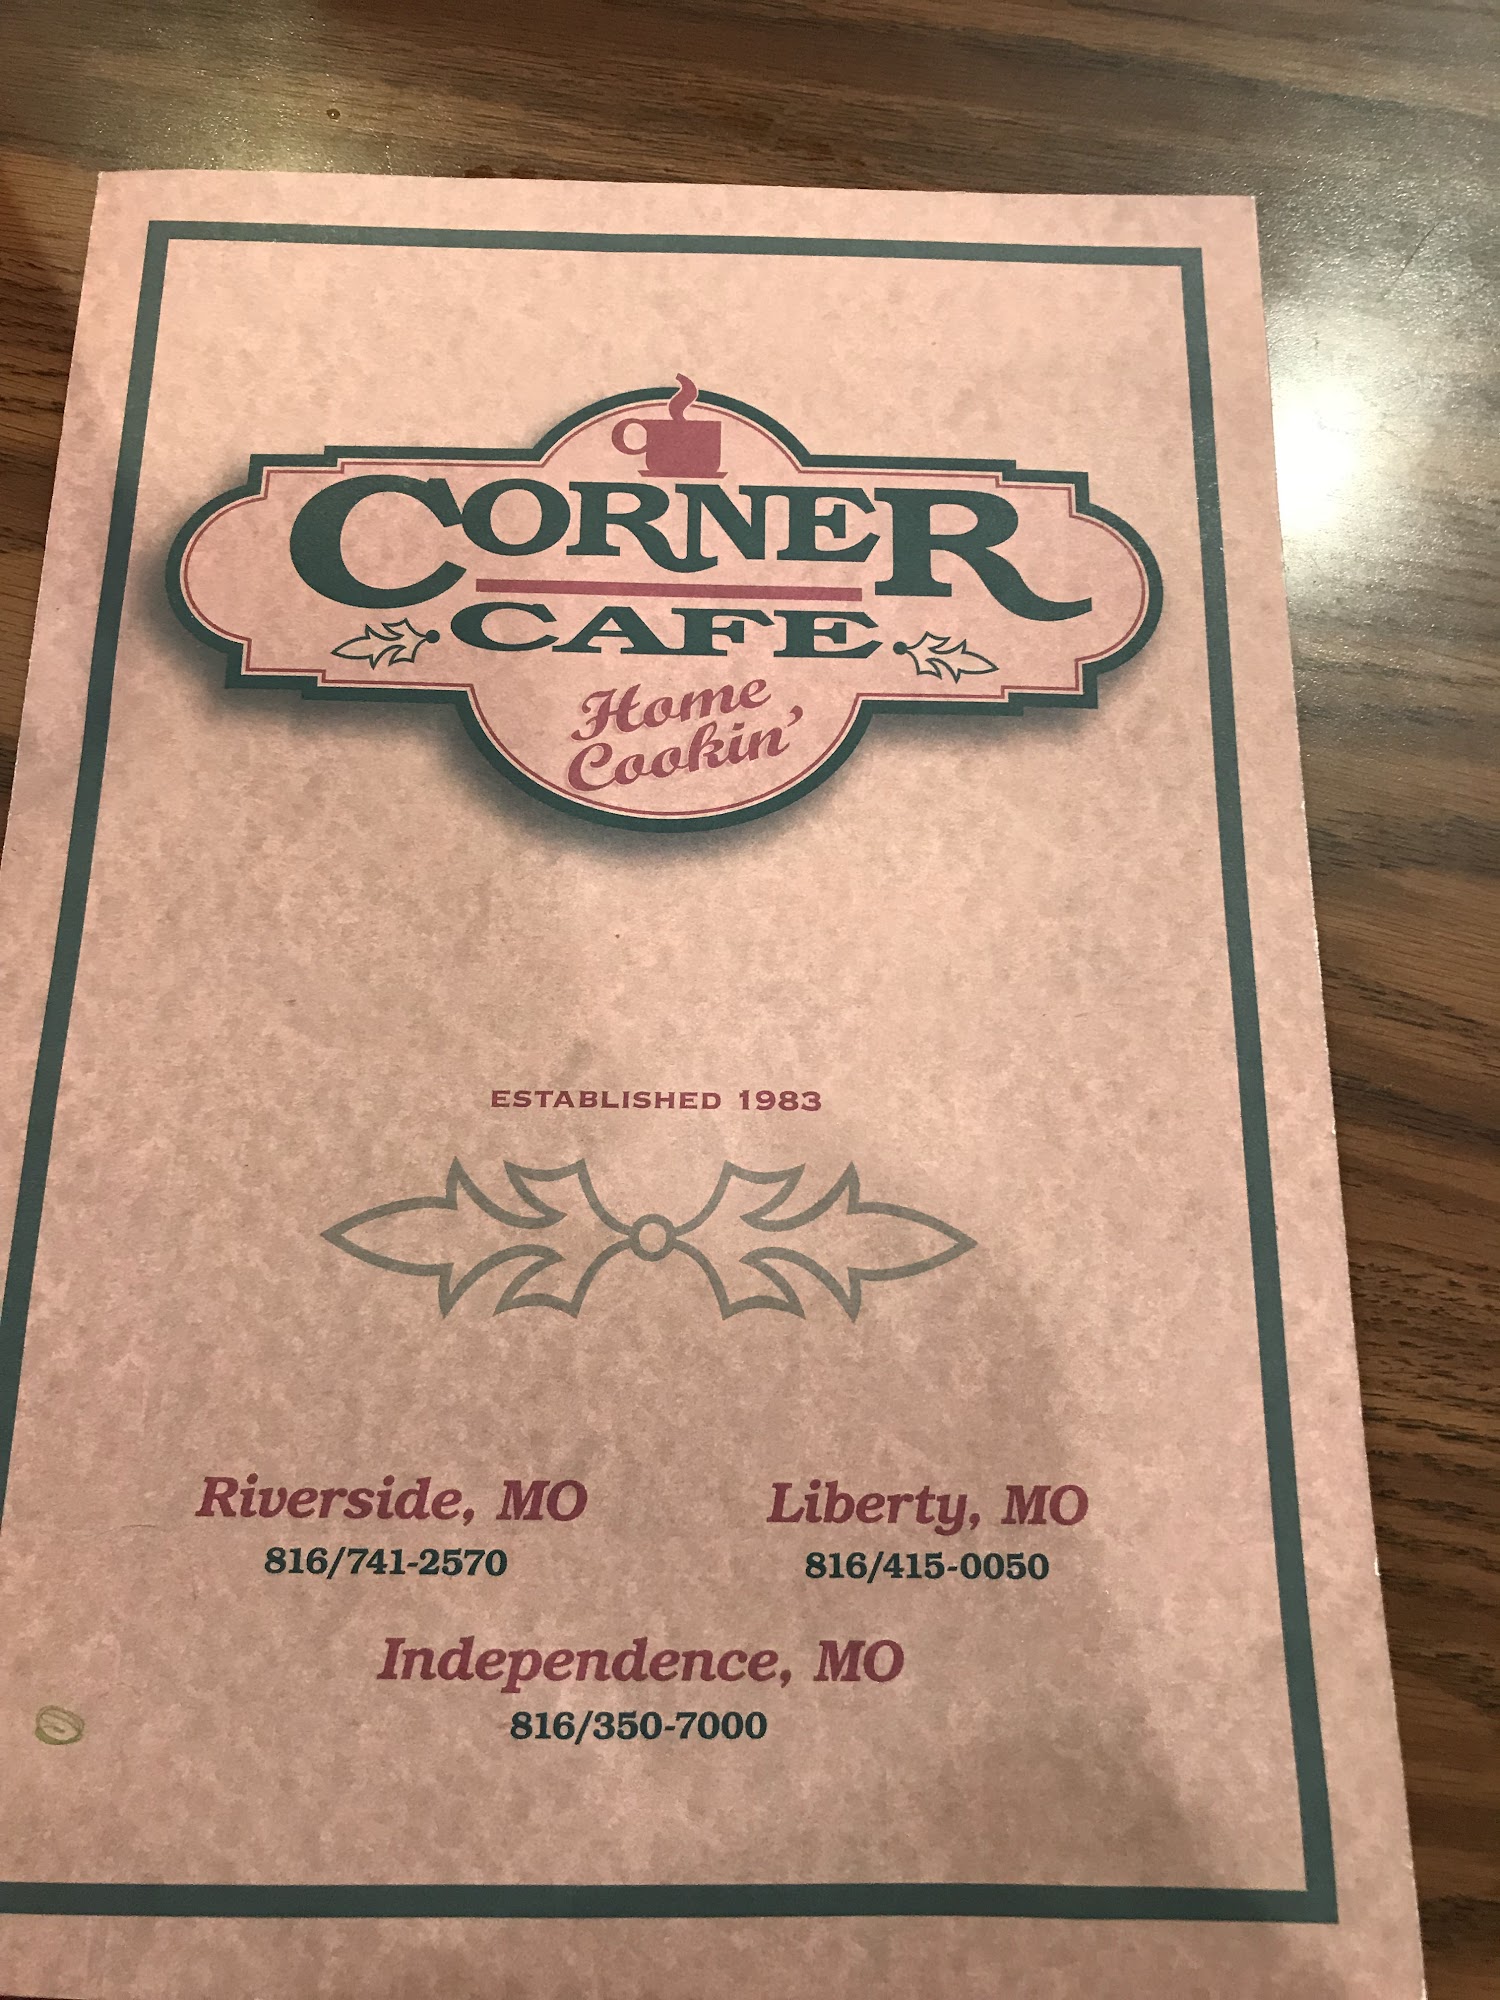 CORNER
CAFE
Home
Cookin'
ESTABLISHED 1983
Riverside, MO
816/741-2570
Liberty, MO
816/415-0050
Independence, MO
816/350-7000